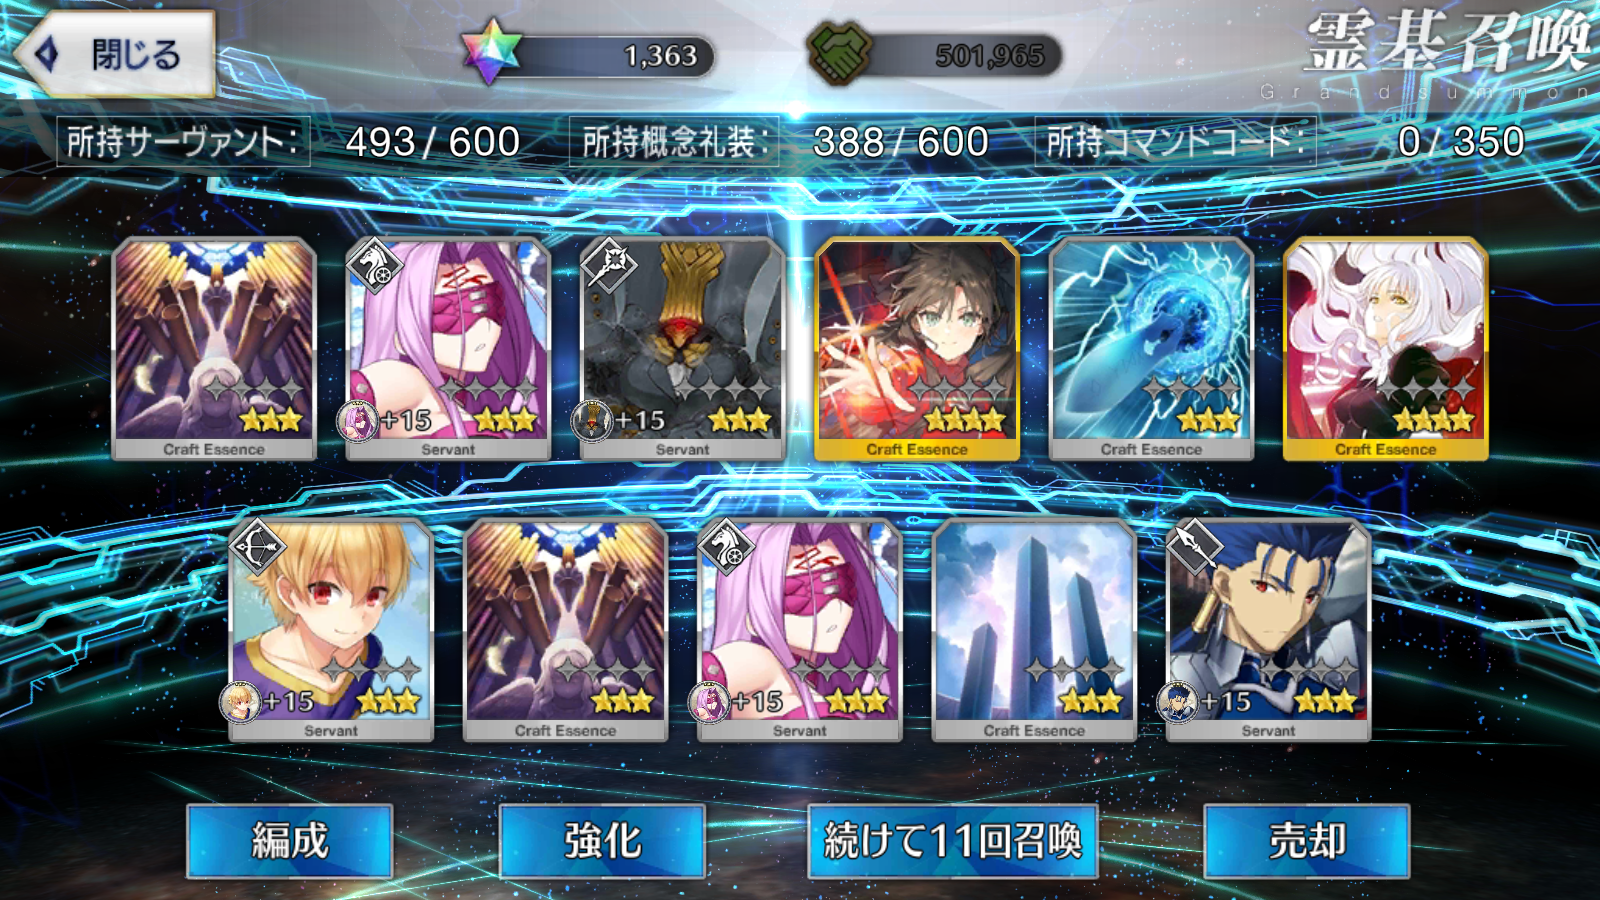 閉じる
1,363
501,965
霊基召喚
Grand summon
所持サーヴァント: 493 / 600
所持概念礼装: 388 / 600
所持コマンドコード: 0 / 350
+15
+15
Craft Essence
Servant
Servant
Craft Essence
Craft Essence
Craft Essence
+15
+15
+15
Servant
Craft Essence
Servant
Craft Essence
Servant
編成
強化
続けて11回召喚
売却